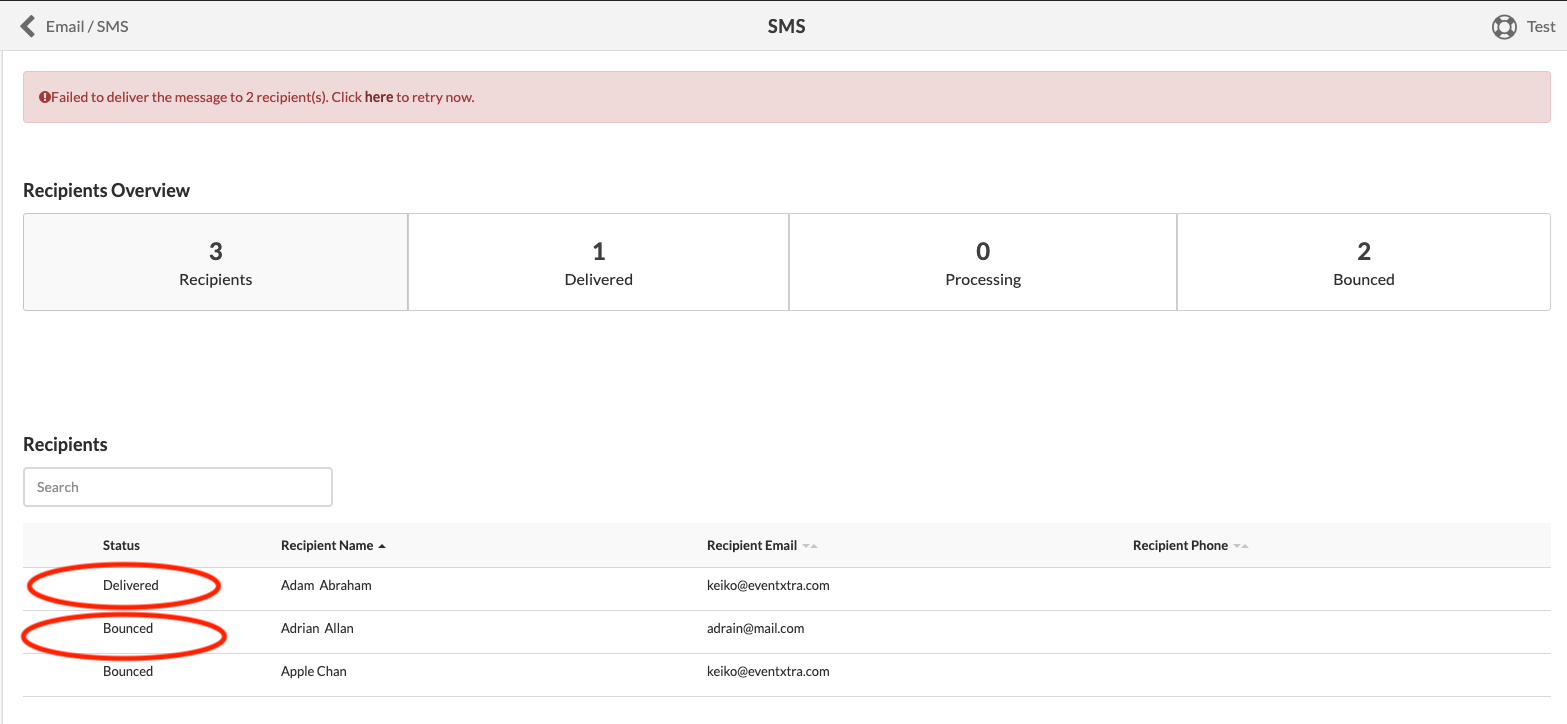 Email / SMS SMS Test
Failed to deliver the message to 2 recipient(s). Click here to retry now.
Recipients Overview
3 1 0 2
Recipients Delivered Processing Bounced
Recipients
Search
Status Recipient Name Recipient Email Recipient Phone
Delivered Adam Abraham keiko@eventxtra.com
Bounced Adrian Allan adrain@mail.com
Bounced Apple Chan keiko@eventxtra.com